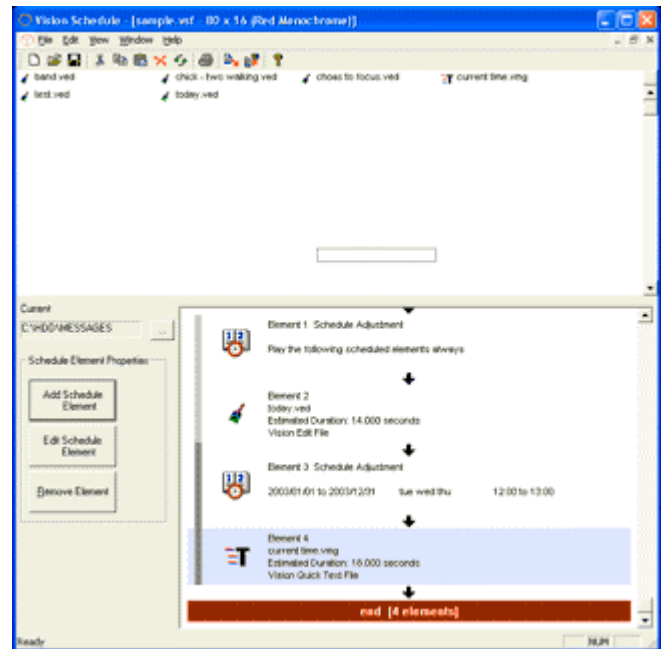 Vision Schedule - [sample.vsf - 80 x 16 (Red Monochrome)]
File Edit View Window Help
band.ved chick - two walking.ved current time.vmg
test.ved today.ved
Current
C:\HDD\MESSAGES ...
Schedule Element Properties
Add Schedule
Element
Edit Schedule
Element
Remove Element
Element 1 Schedule Adjustment
Play the following scheduled elements always
Element 2
today.ved
Estimated Duration: 14.000 seconds
Vision Edit File
Element 3 Schedule Adjustment
2003/01/01 to 2003/12/31 tue wed thu 12:00 to 13:00
Element 4
current time.vmg
Estimated Duration: 18.000 seconds
Vision Quick Text File
end [4 elements]
Ready NUM